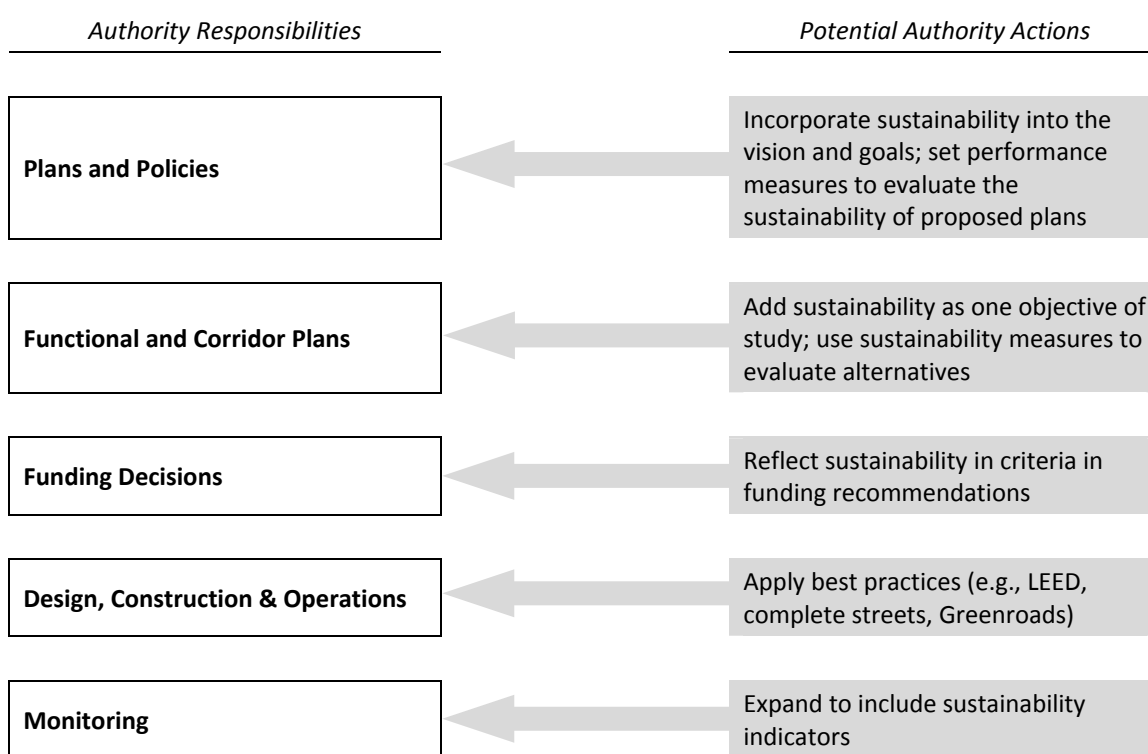 Authority Responsibilities
Potential Authority Actions
Plans and Policies
Incorporate sustainability into the
vision and goals; set performance
measures to evaluate the
sustainability of proposed plans
Functional and Corridor Plans
Add sustainability as one objective of
study; use sustainability measures to
evaluate alternatives
Funding Decisions
Reflect sustainability in criteria in
funding recommendations
Design, Construction & Operations
Apply best practices (e.g., LEED,
complete streets, Greenroads)
Monitoring
Expand to include sustainability
indicators